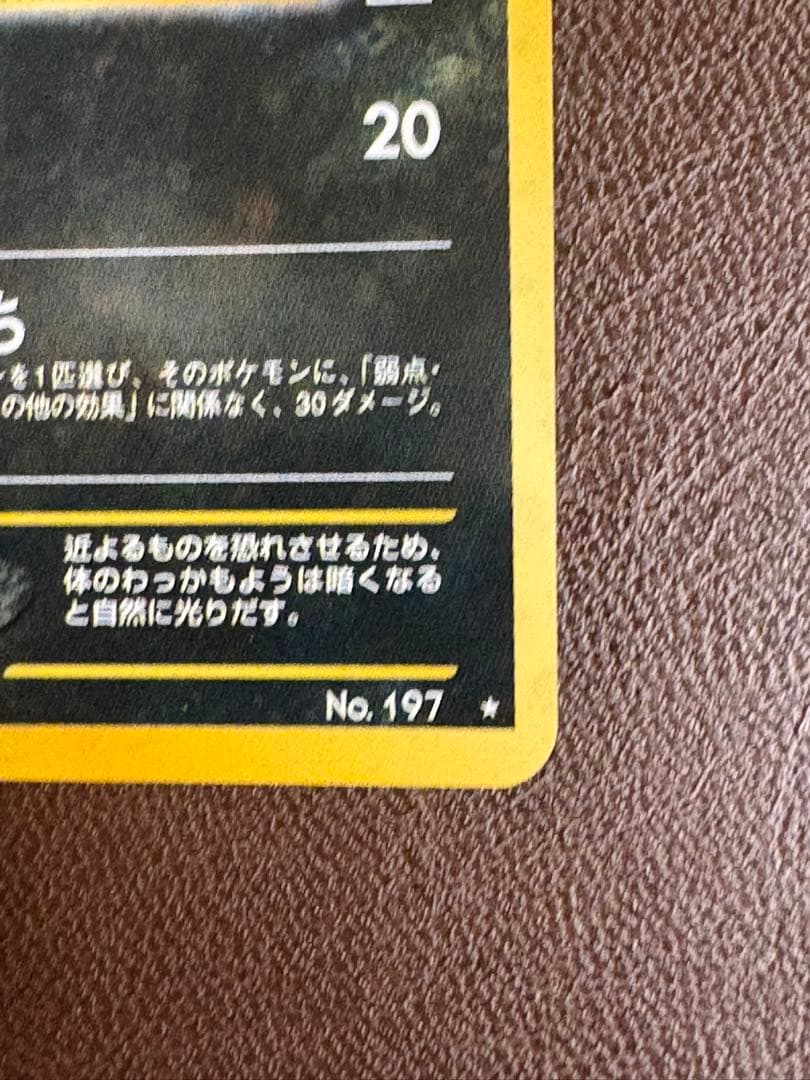 20
ち
ンを1匹選び、そのポケモンに、「弱点・
の他の効果」に関係なく、30ダメージ。
近よるものを恐れさせるため、
体のわっかもようは暗くなる
と自然に光りだす。
No. 197 ★